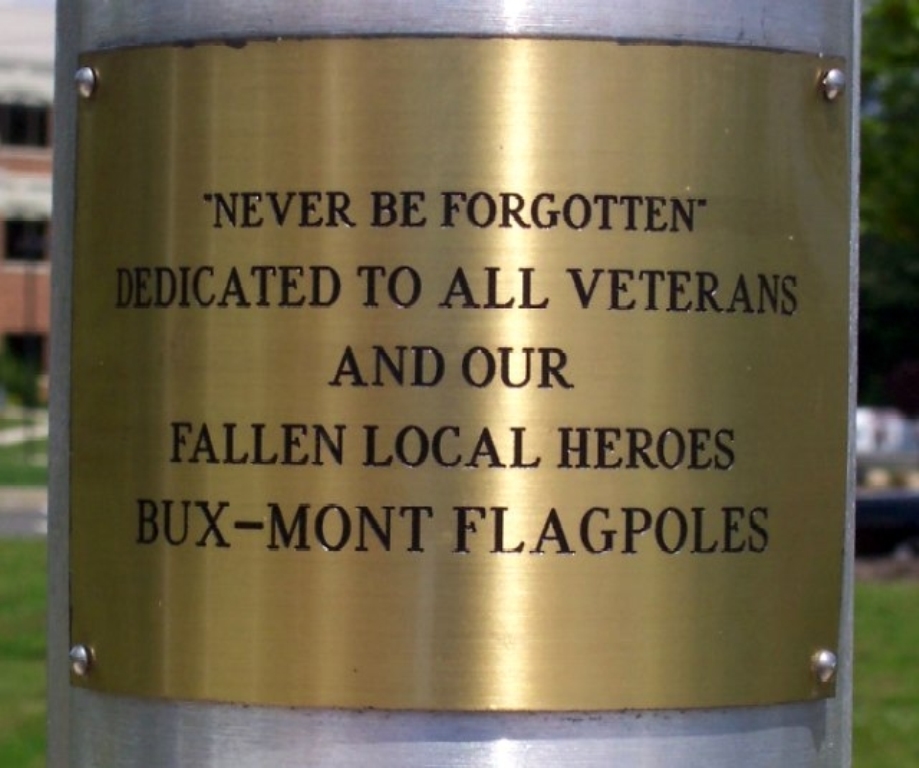 "NEVER BE FORGOTTEN"
DEDICATED TO ALL VETERANS
AND OUR
FALLEN LOCAL HEROES
BUX-MONT FLAGPOLES